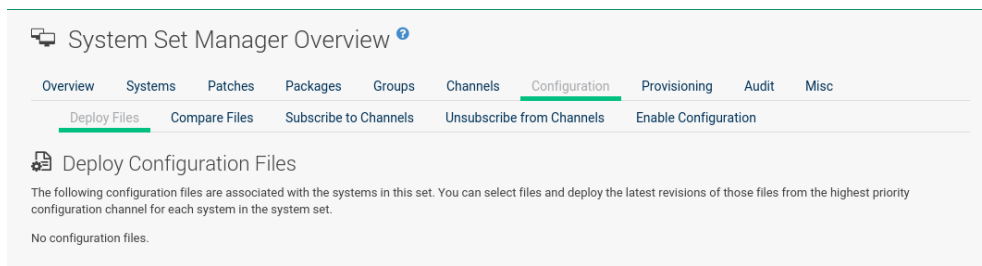 System Set Manager Overview ?
Overview Systems Patches Packages Groups Channels Configuration Provisioning Audit Misc
Deploy Files Compare Files Subscribe to Channels Unsubscribe from Channels Enable Configuration
Deploy Configuration Files
The following configuration files are associated with the systems in this set. You can select files and deploy the latest revisions of those files from the highest priority
configuration channel for each system in the system set.
No configuration files.